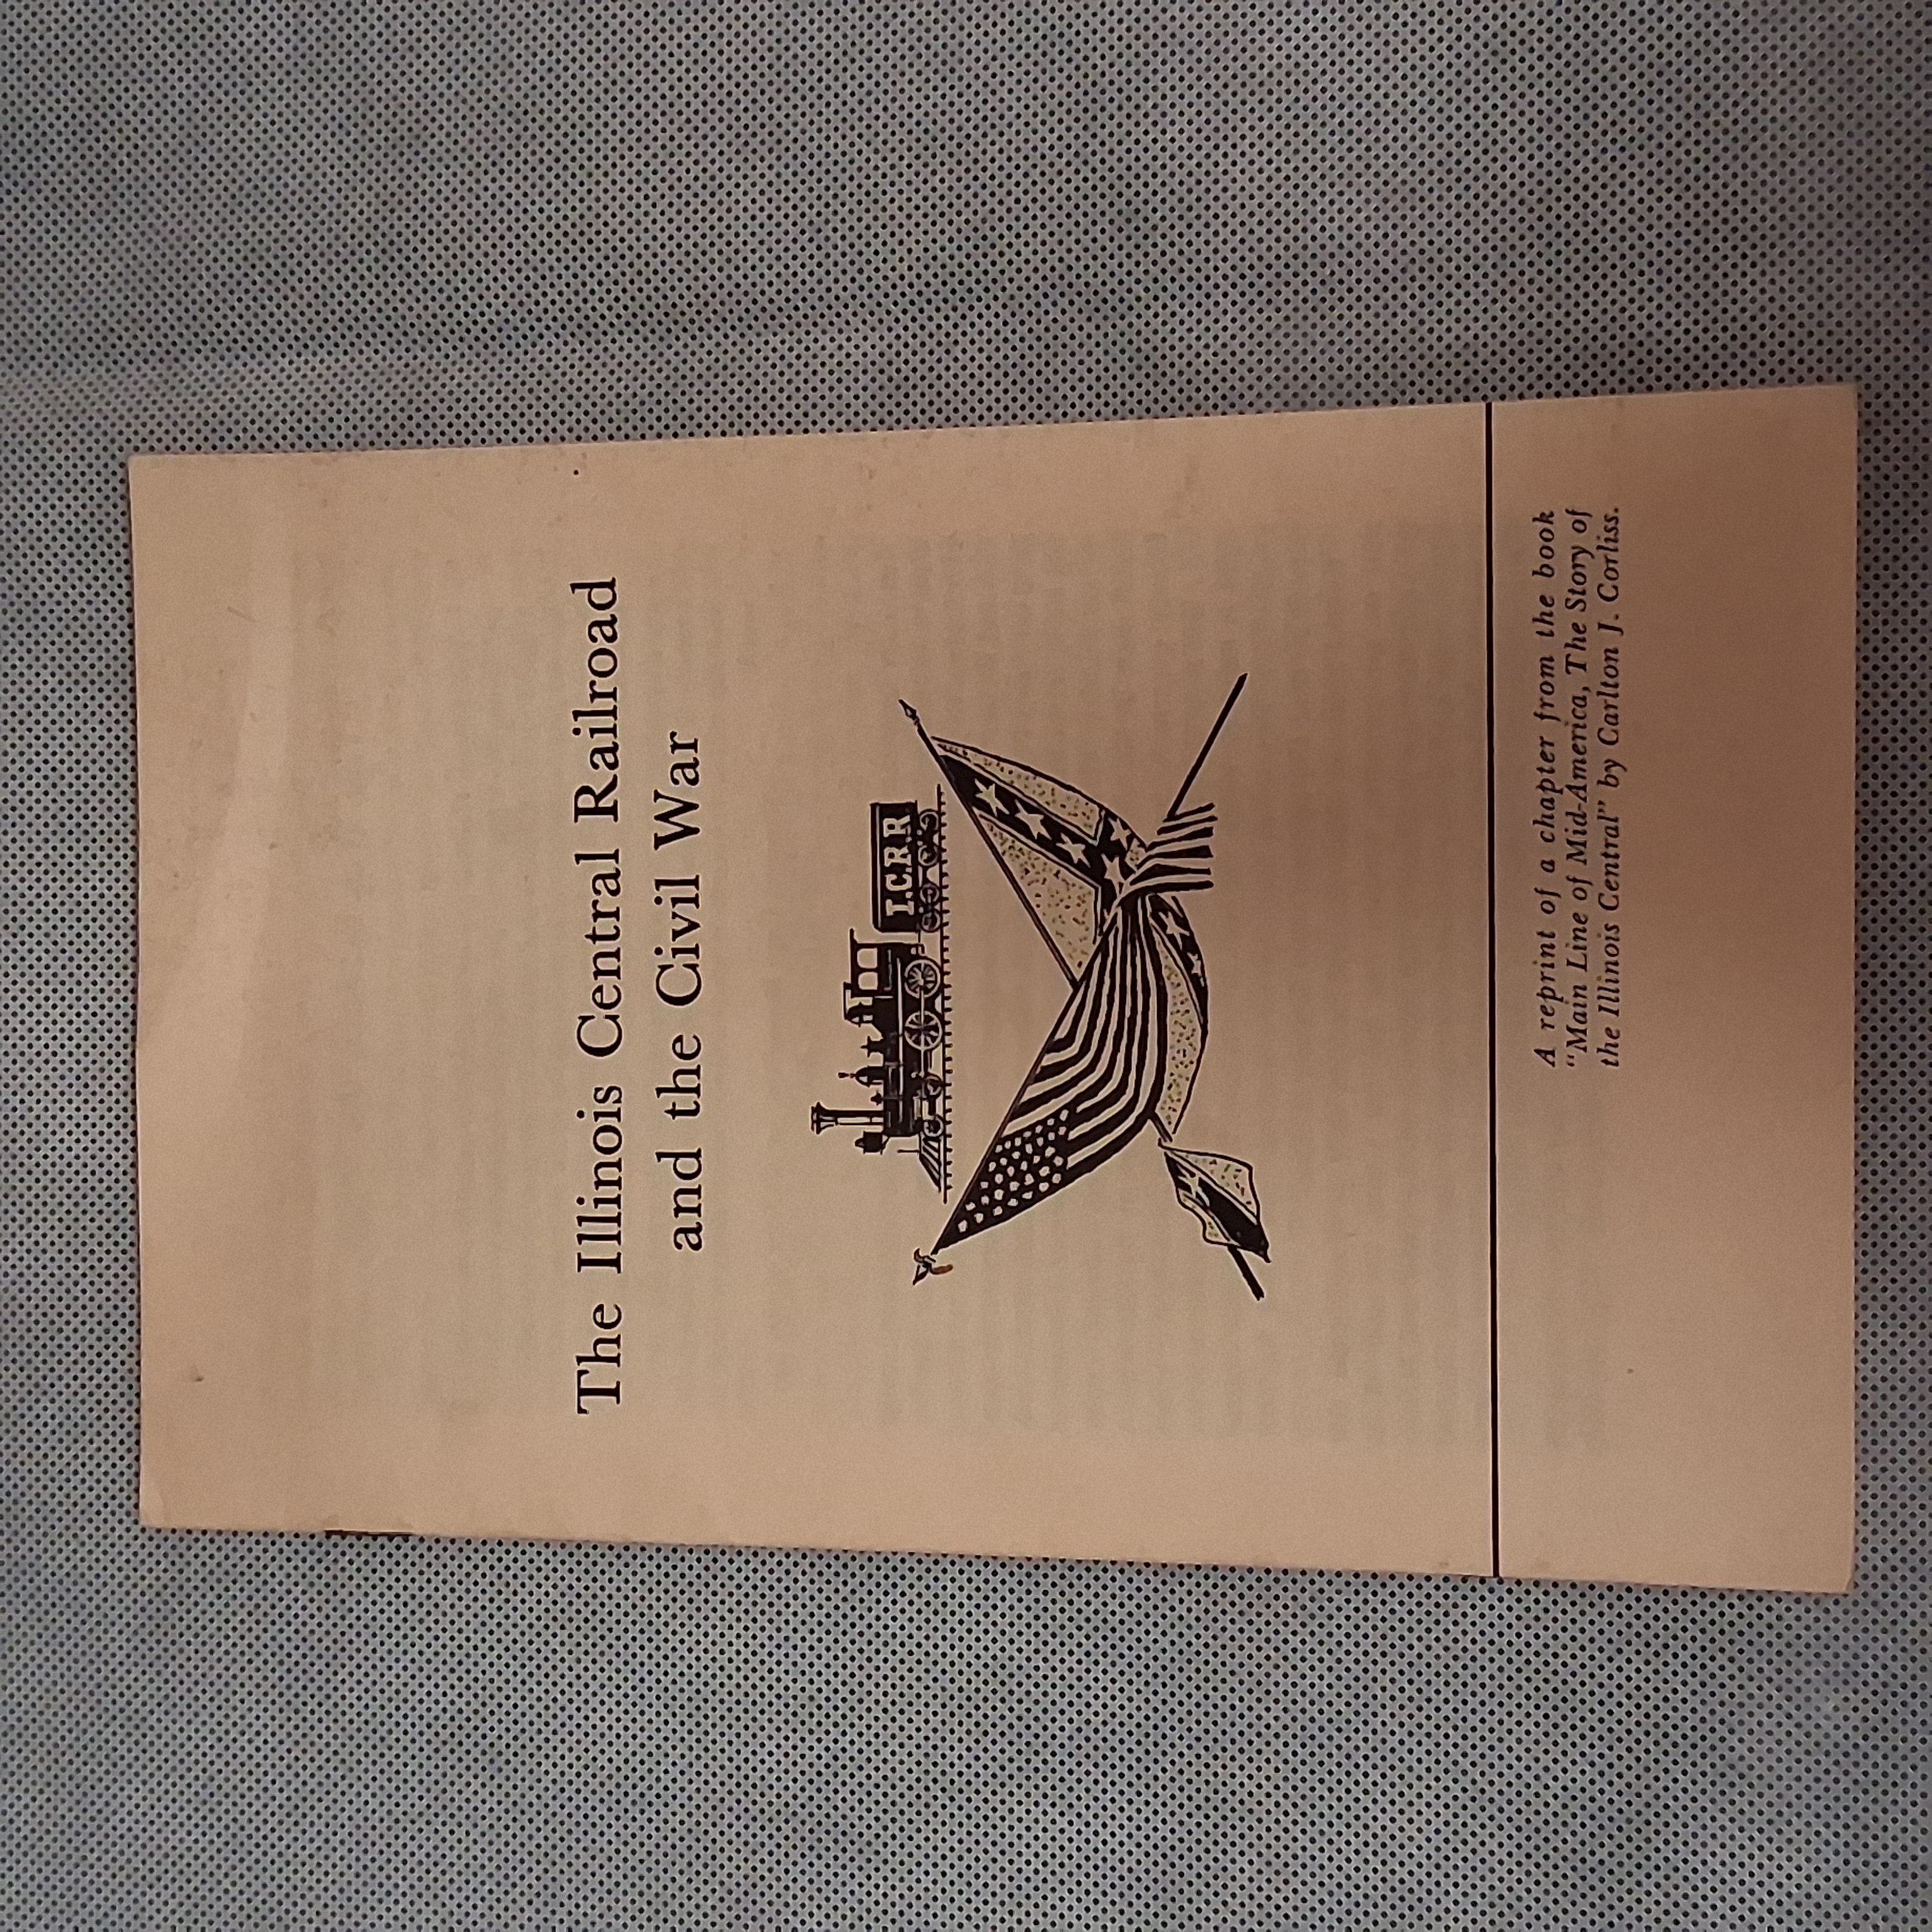 The Illinois Central Railroad
and the Civil War
I.C.R.R
A reprint of a chapter from the book
"Main Line of Mid-America, The Story of
the Illinois Central" by Carlton J. Corliss.